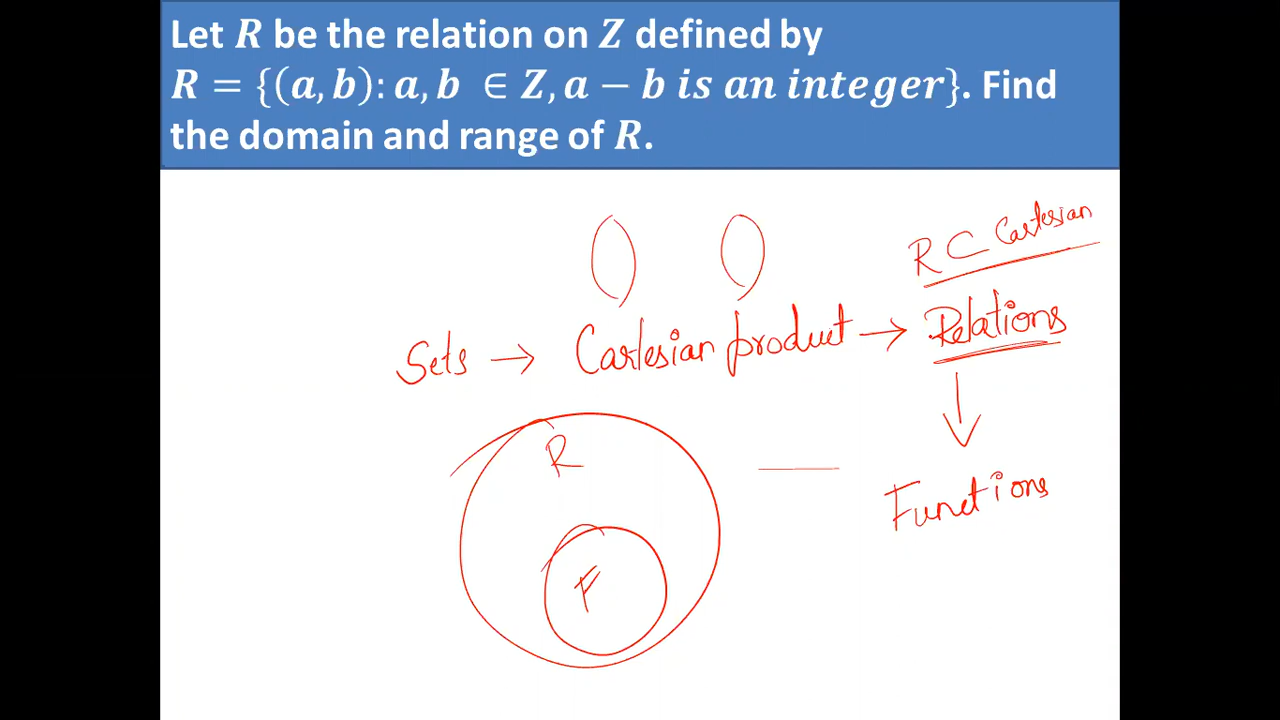 Let R be the relation on Z defined by
R = {(a, b): a, b ∈ Z, a − b is an integer}. Find
the domain and range of R.
R ⊂ Cartesian
Sets → Cartesian product → Relations
R
Functions
F